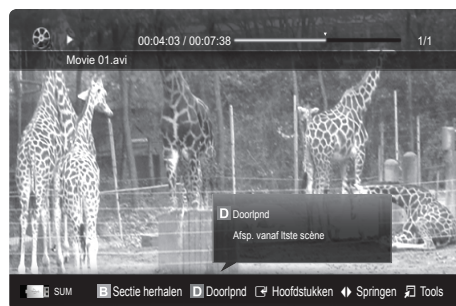 00:04:03 / 00:07:38 1/1
Movie 01.avi
D Doorlpnd
Afsp. vanaf ltste scène
SUM B Sectie herhalen D Doorlpnd Hoofdstukken Springen Tools